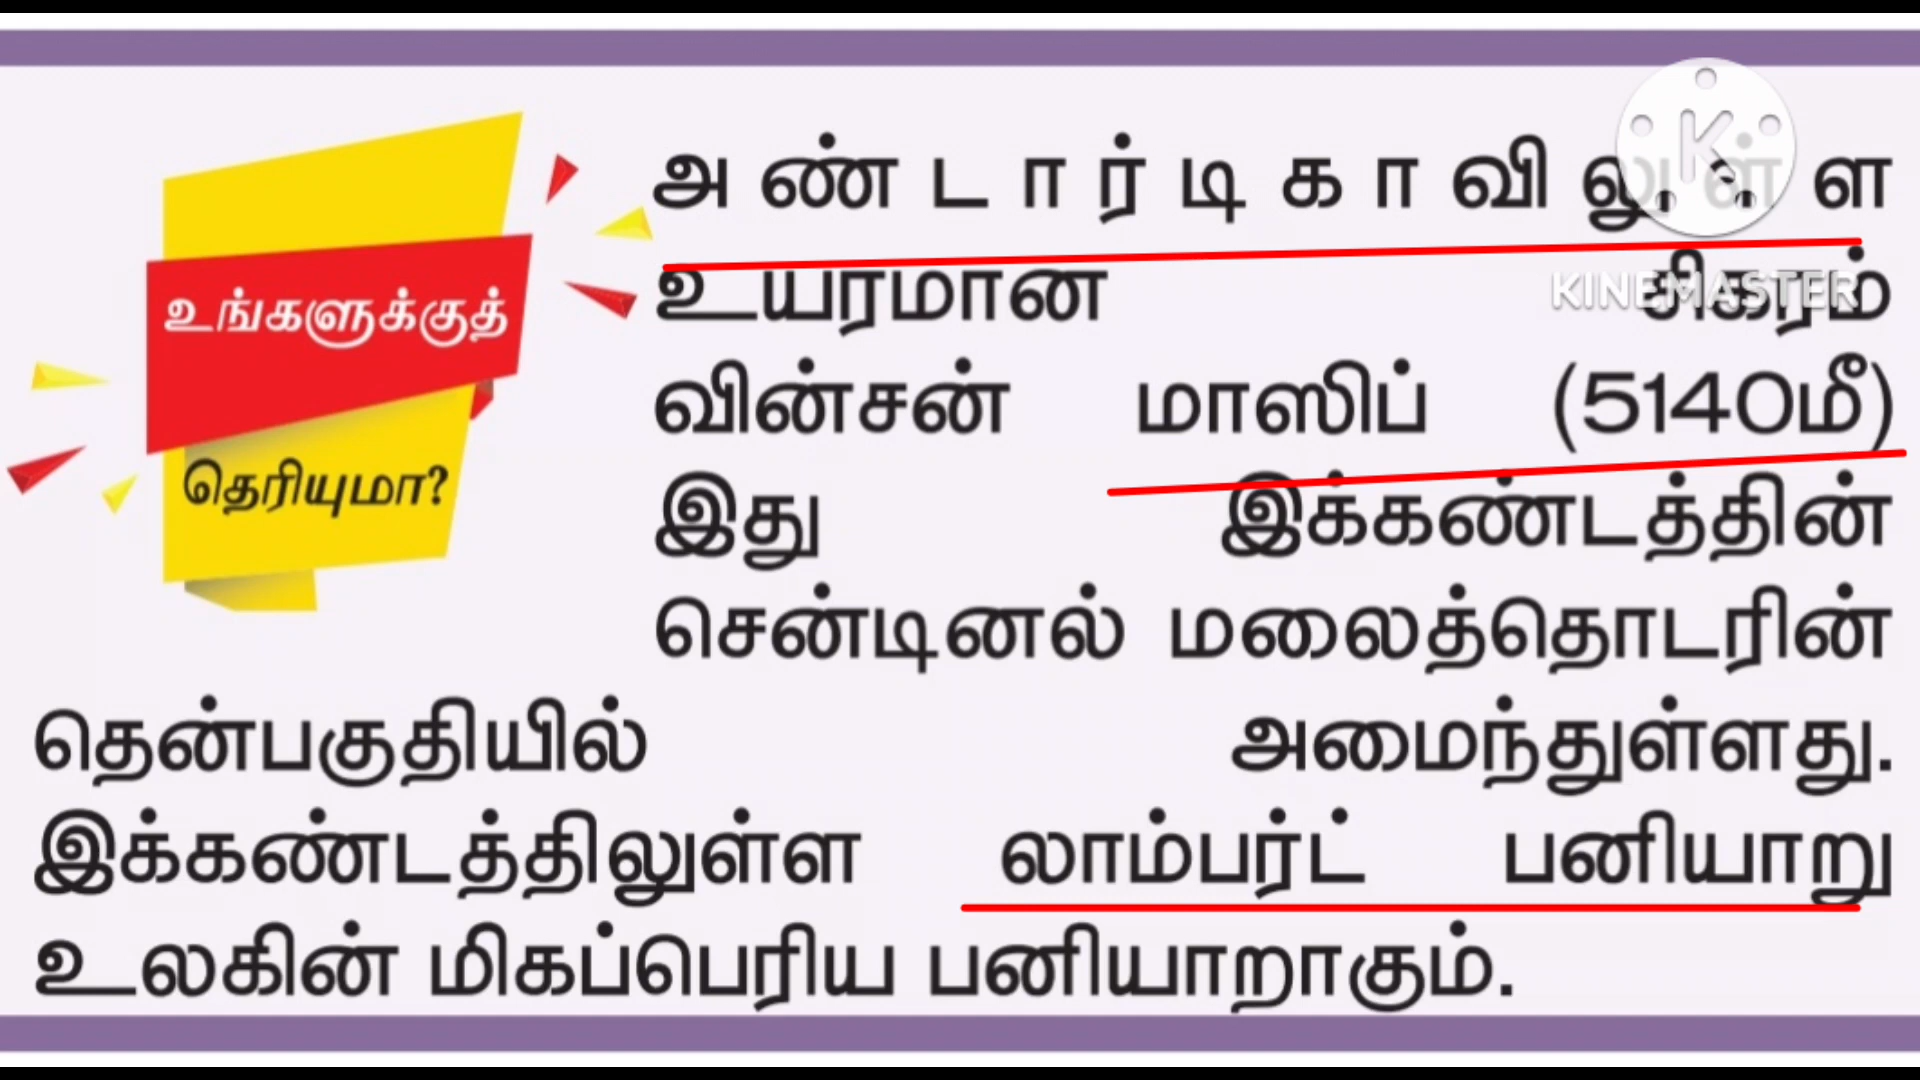 உங்களுக்குத்
தெரியுமா?
அண்டார்டிகாவிலுள்ள
உயரமான சிகரம்
வின்சன் மாஸிப் (5140மீ)
இது இக்கண்டத்தின்
சென்டினல் மலைத்தொடரின்
தென்பகுதியில் அமைந்துள்ளது.
இக்கண்டத்திலுள்ள லாம்பர்ட் பனியாறு
உலகின் மிகப்பெரிய பனியாறாகும்.
K
KINEMASTER